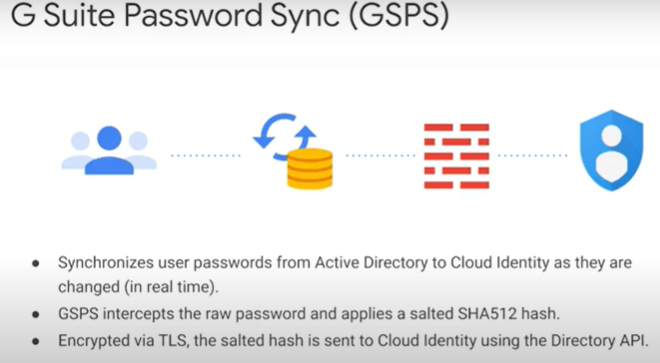 G Suite Password Sync (GSPS)
● Synchronizes user passwords from Active Directory to Cloud Identity as they are
changed (in real time).
● GSPS intercepts the raw password and applies a salted SHA512 hash.
● Encrypted via TLS, the salted hash is sent to Cloud Identity using the Directory API.